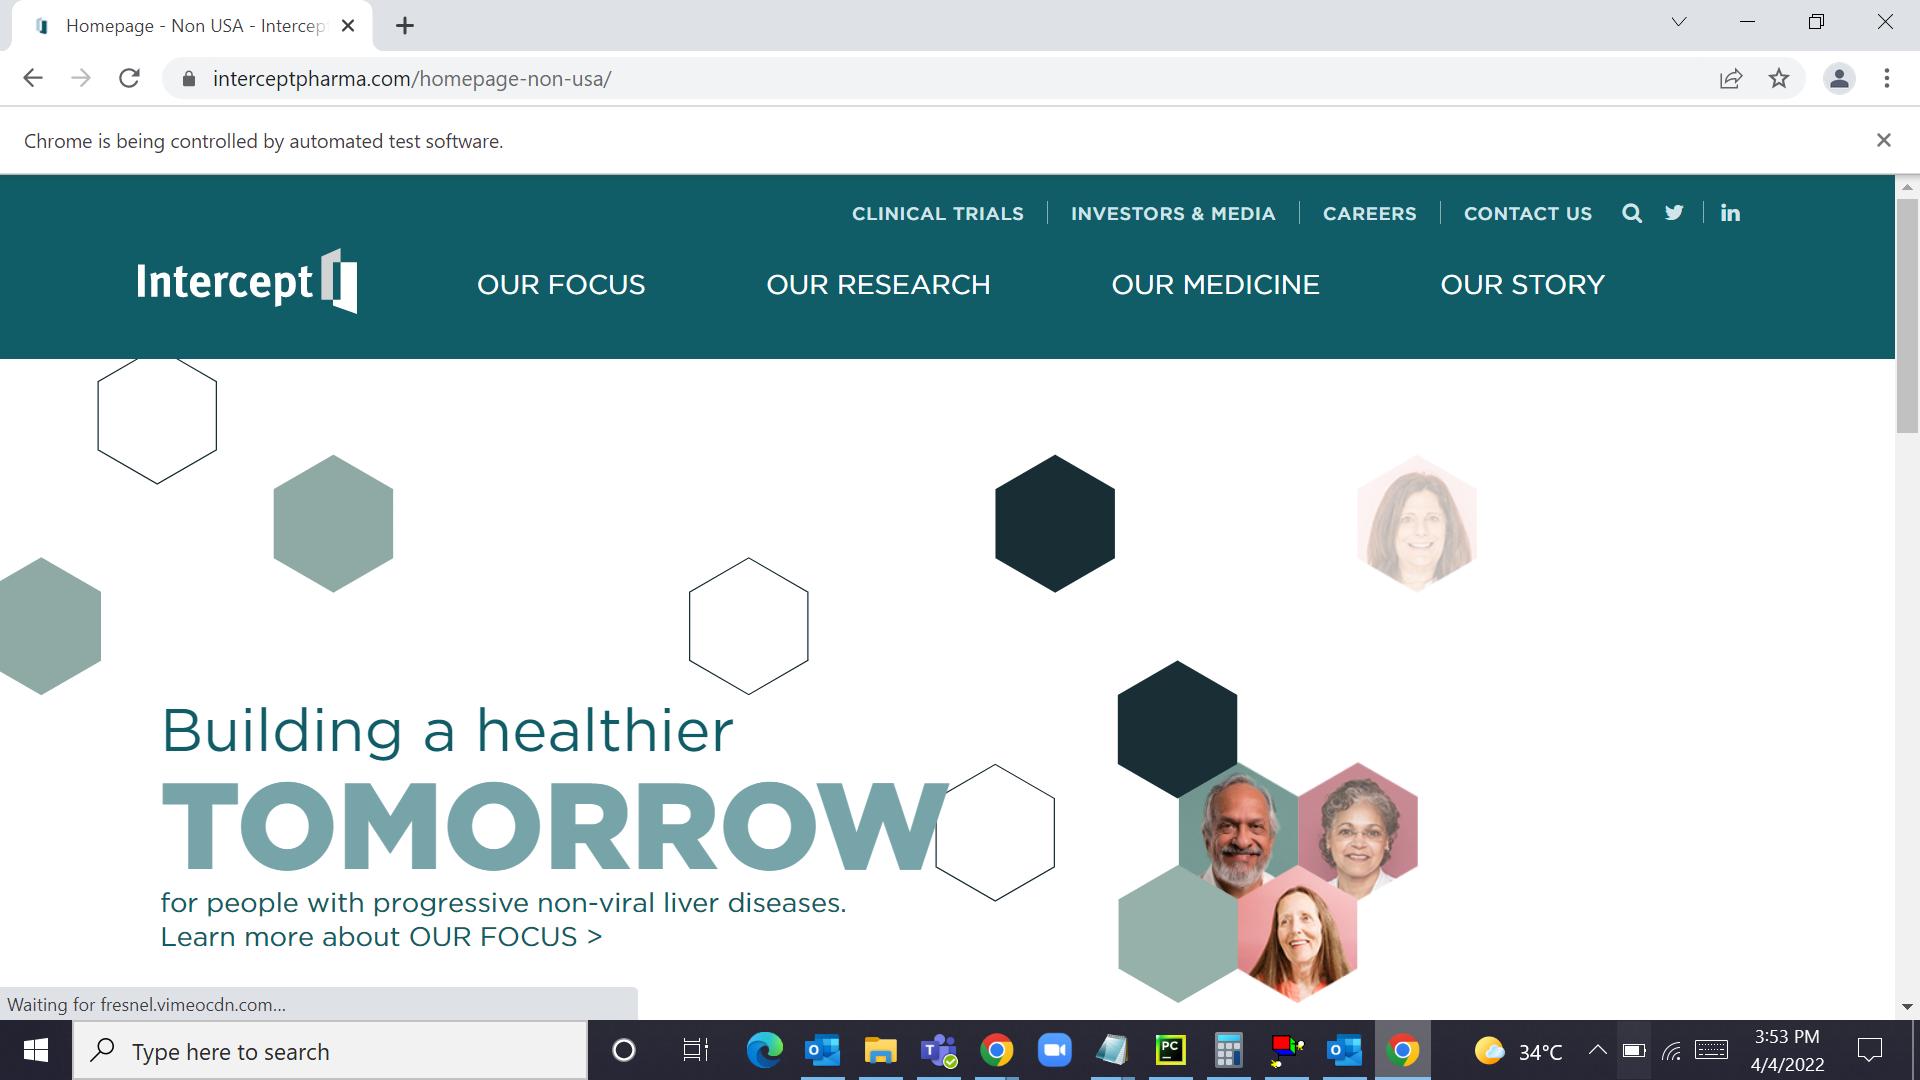 Homepage - Non USA - Intercep
interceptpharma.com/homepage-non-usa/
Chrome is being controlled by automated test software.
CLINICAL TRIALS
INVESTORS & MEDIA
CAREERS
CONTACT US
in
Intercept
OUR FOCUS
OUR RESEARCH
OUR MEDICINE
OUR STORY
Building a healthier
TOMORROW
for people with progressive non-viral liver diseases.
Learn more about OUR FOCUS >
Waiting for fresnel.vimeocdn.com...
Type here to search
PC
34°C
3:53 PM
4/4/2022